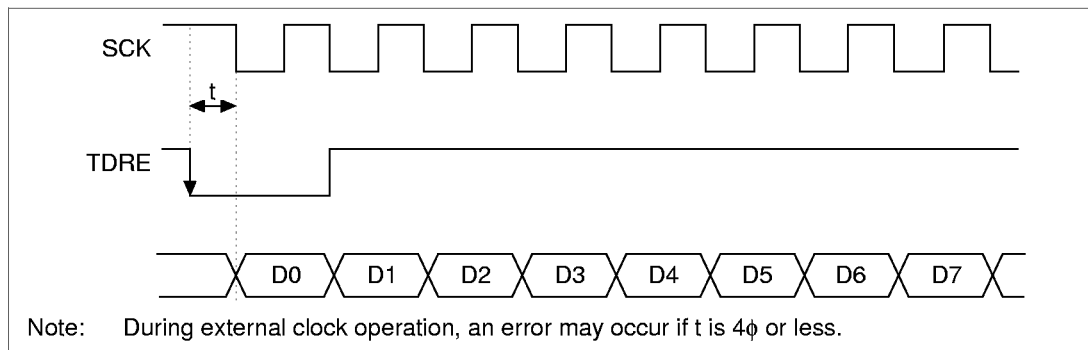 SCK
t
TDRE
D0 D1 D2 D3 D4 D5 D6 D7
Note: During external clock operation, an error may occur if t is 4ϕ or less.